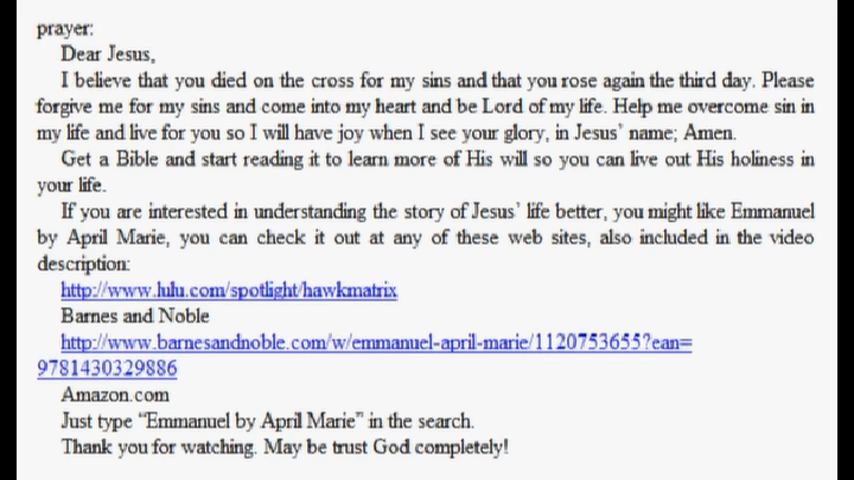 prayer:
Dear Jesus,
I believe that you died on the cross for my sins and that you rose again the third day. Please
forgive me for my sins and come into my heart and be Lord of my life. Help me overcome sin in
my life and live for you so I will have joy when I see your glory, in Jesus' name; Amen.
Get a Bible and start reading it to learn more of His will so you can live out His holiness in
your life.
If you are interested in understanding the story of Jesus' life better, you might like Emmanuel
by April Marie, you can check it out at any of these web sites, also included in the video
description:
http://www.lulu.com/spotlight/hawkmatrix
Barnes and Noble
http://www.barnesandnoble.com/w/emmanuel-april-marie/1120753655?ean=
9781430329886
Amazon.com
Just type “Emmanuel by April Marie” in the search.
Thank you for watching. May be trust God completely!